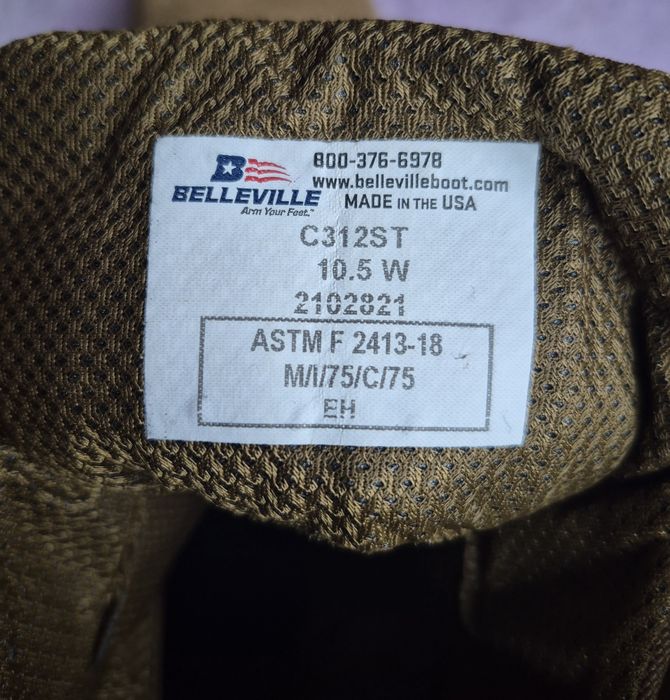 B 800-376-6978
BELLEVILLE www.bellevilleboot.com
Arm Your Feet.™ MADE IN THE USA
C312ST
10.5 W
2102821
ASTM F 2413-18
M/I/75/C/75
EH